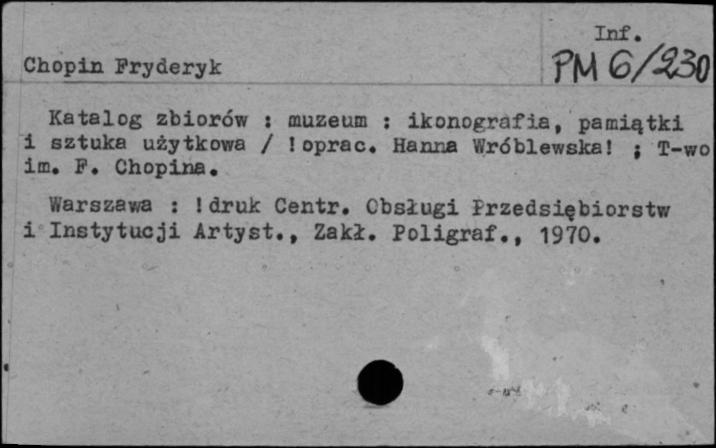 Inf.
Chopin Fryderyk
PM 6/230
Katalog zbiorów : muzeum : ikonografia, pamiątki
i sztuka użytkowa / !oprac. Hanna Wróblewska! ; T-wo
im. F. Chopina.
Warszawa : !druk Centr. Obsługi Przedsiębiorstw
i Instytucji Artyst., Zakł. Poligraf., 1970.